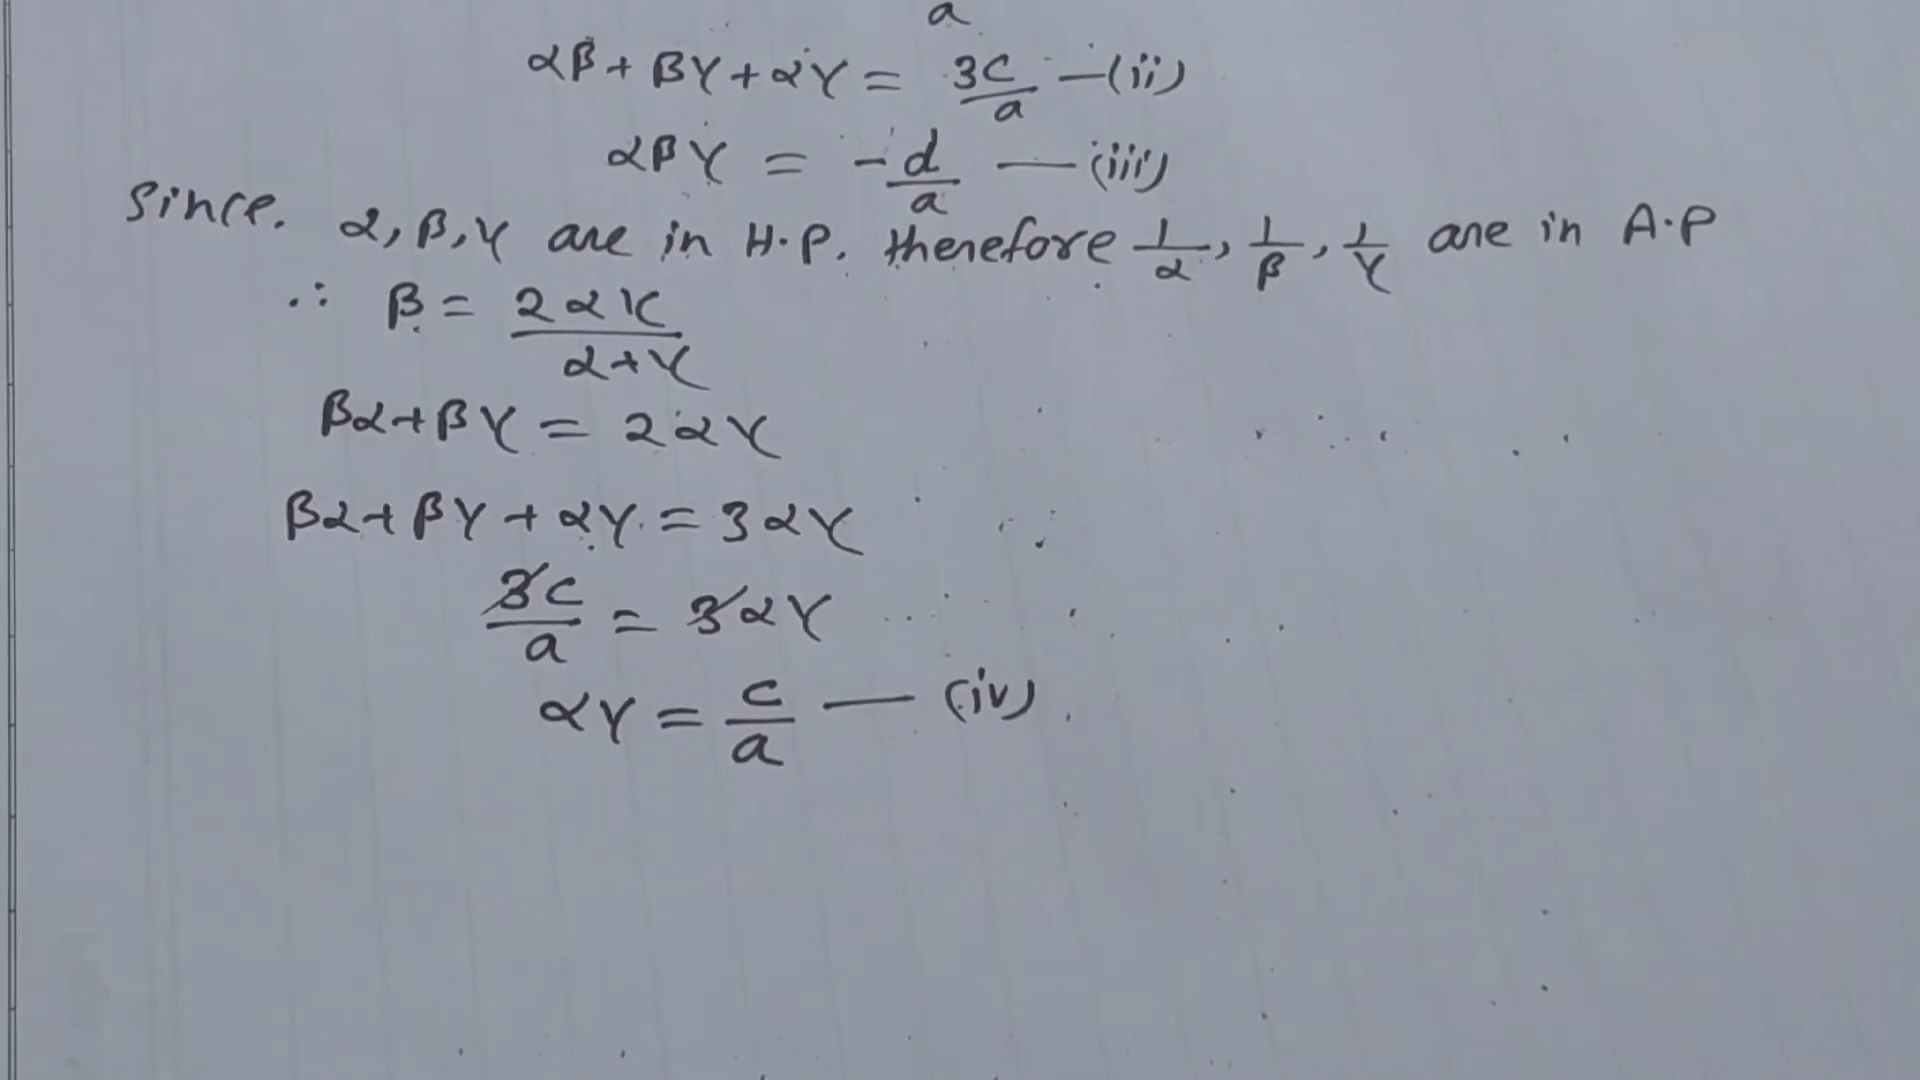 a
αβ + βγ + αγ = 3c/a —(ii)
αβγ = -d/a — (iii)
Since. α, β, γ are in H.P. therefore 1/α, 1/β, 1/γ are in A.P
∴ β = 2αγ/α+γ
βα + βγ = 2αγ
βα + βγ + αγ = 3αγ
3c/a = 3αγ
αγ = c/a — (iv)